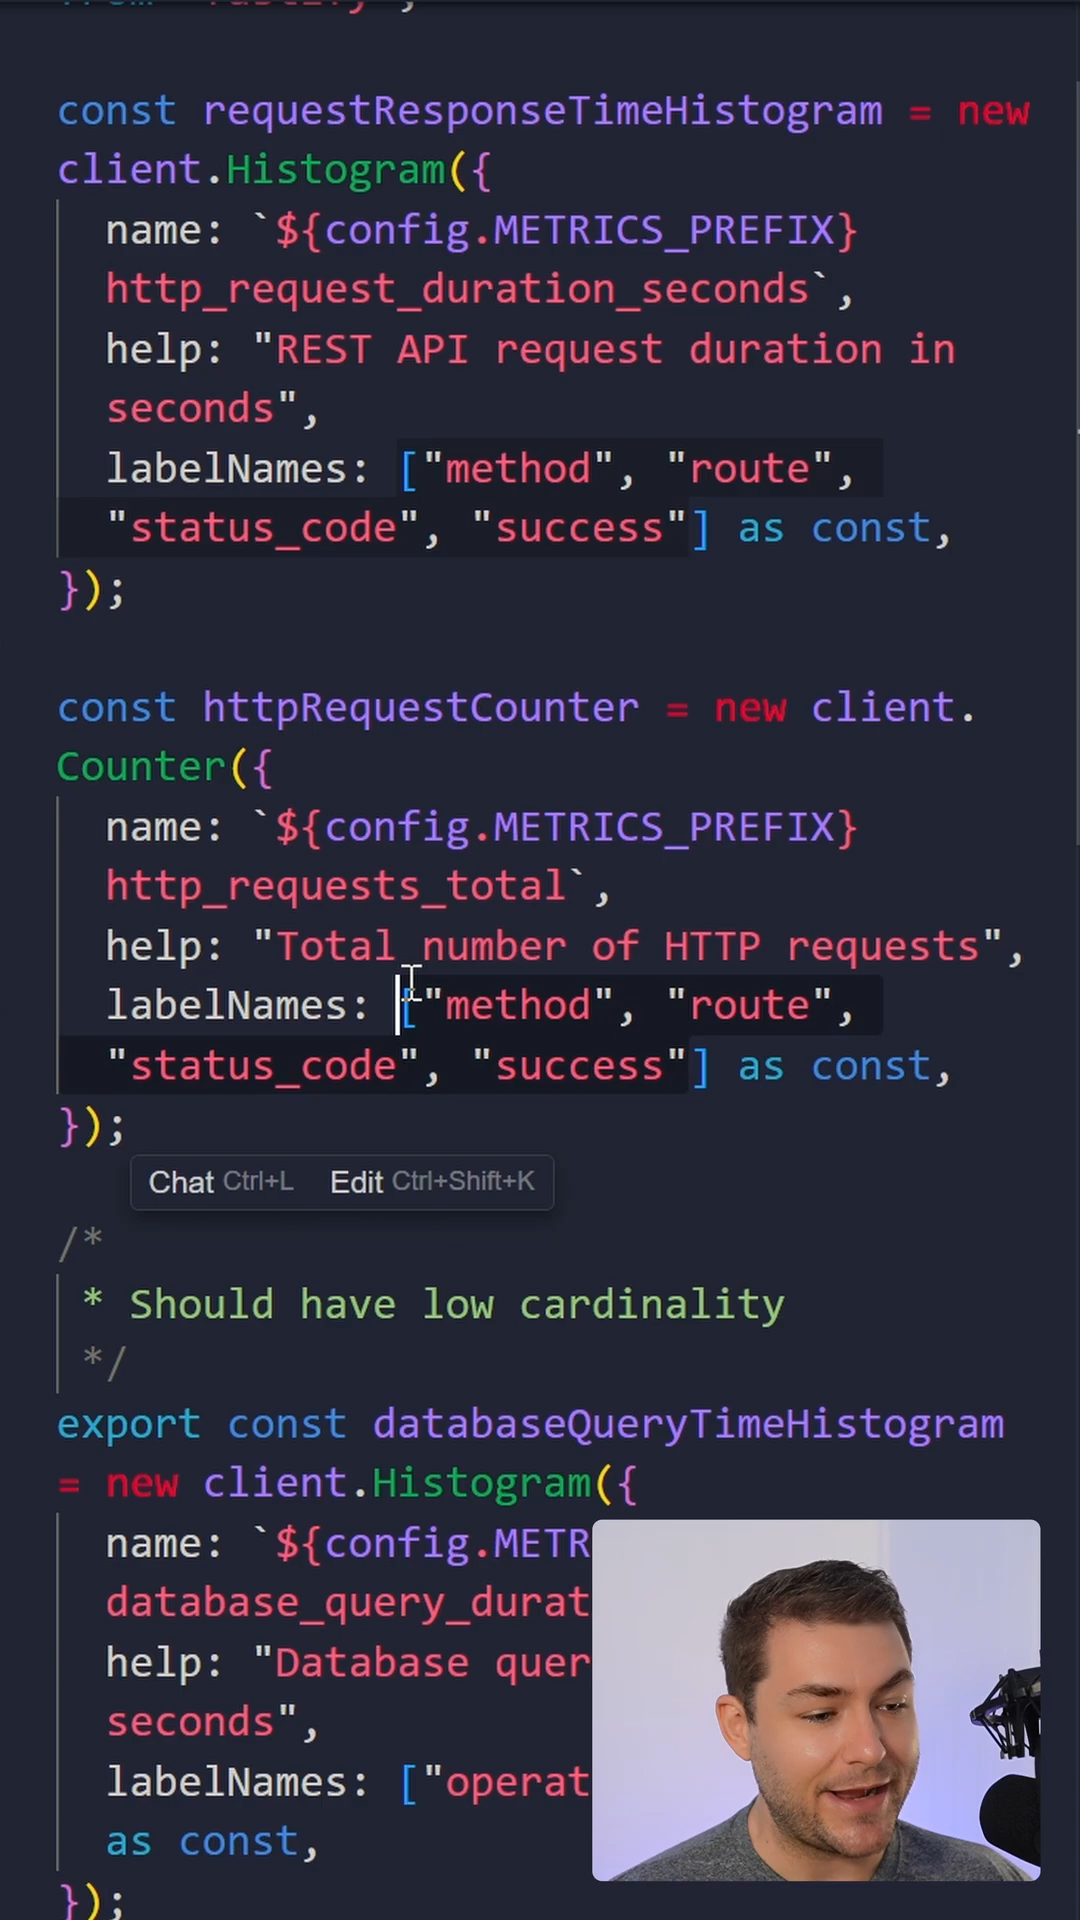 const requestResponseTimeHistogram = new
client.Histogram({
name: `${config.METRICS_PREFIX}
http_request_duration_seconds`,
help: "REST API request duration in
seconds",
labelNames: ["method", "route",
"status_code", "success"] as const,
});
const httpRequestCounter = new client.
Counter({
name: `${config.METRICS_PREFIX}
http_requests_total`,
help: "Total number of HTTP requests",
labelNames: ["method", "route",
"status_code", "success"] as const,
});
Chat Ctrl+L Edit Ctrl+Shift+K
/*
* Should have low cardinality
*/
export const databaseQueryTimeHistogram
= new client.Histogram({
name: `${config.METR
database_query_durat
help: "Database quer
seconds",
labelNames: ["operat
as const,
});